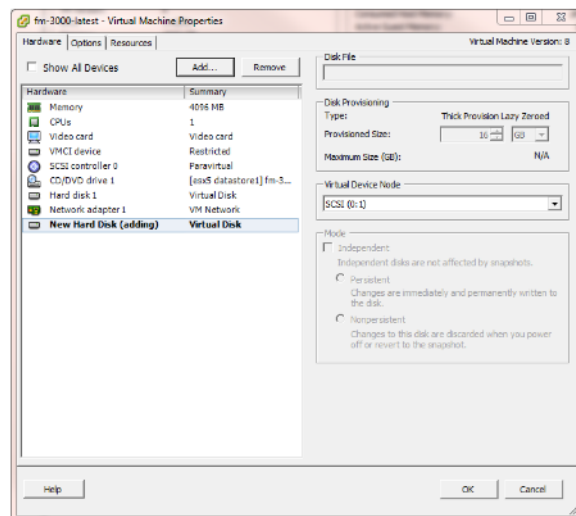 fm-3000-latest - Virtual Machine Properties
Hardware Options Resources
Virtual Machine Version: 8
Show All Devices
Add... Remove
Hardware Summary
Memory 4096 MB
CPUs 1
Video card Video card
VMCI device Restricted
SCSI controller 0 Paravirtual
CD/DVD drive 1 [esx5 datastore1] fm-3...
Hard disk 1 Virtual Disk
Network adapter 1 VM Network
New Hard Disk (adding) Virtual Disk
Disk File
Disk Provisioning
Type: Thick Provision Lazy Zeroed
Provisioned Size: 16 GB
Maximum Size (GB): N/A
Virtual Device Node
SCSI (0:1)
Mode
Independent
Independent disks are not affected by snapshots.
Persistent
Changes are immediately and permanently written to
the disk.
Nonpersistent
Changes to this disk are discarded when you power
off or revert to the snapshot.
Help
OK Cancel